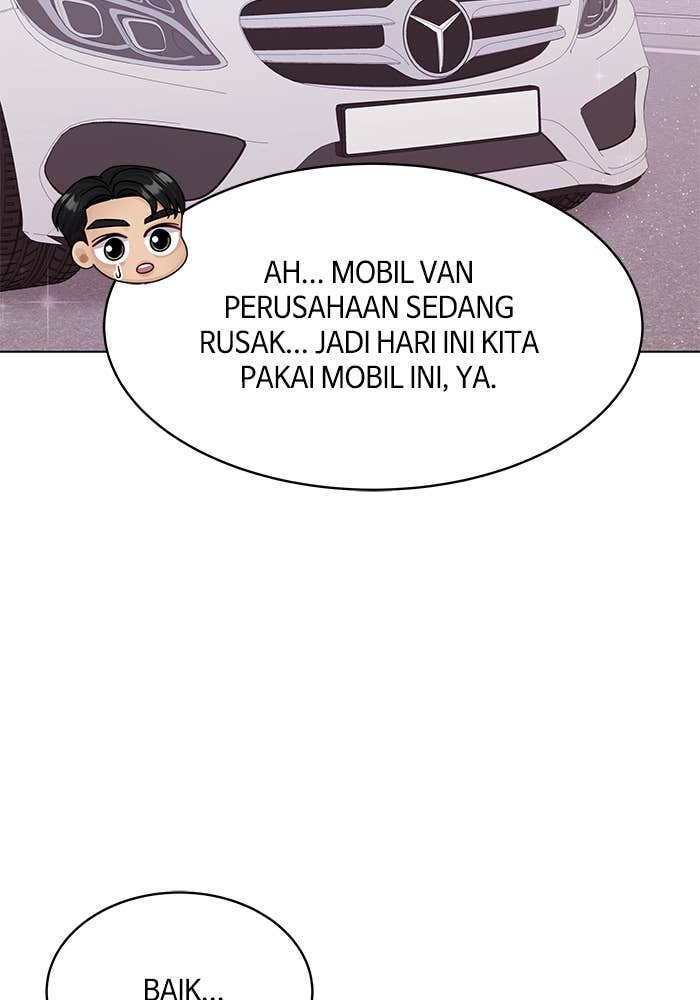 AH... MOBIL VAN
PERUSAHAAN SEDANG
RUSAK... JADI HARI INI KITA
PAKAI MOBIL INI, YA.
BAIK...